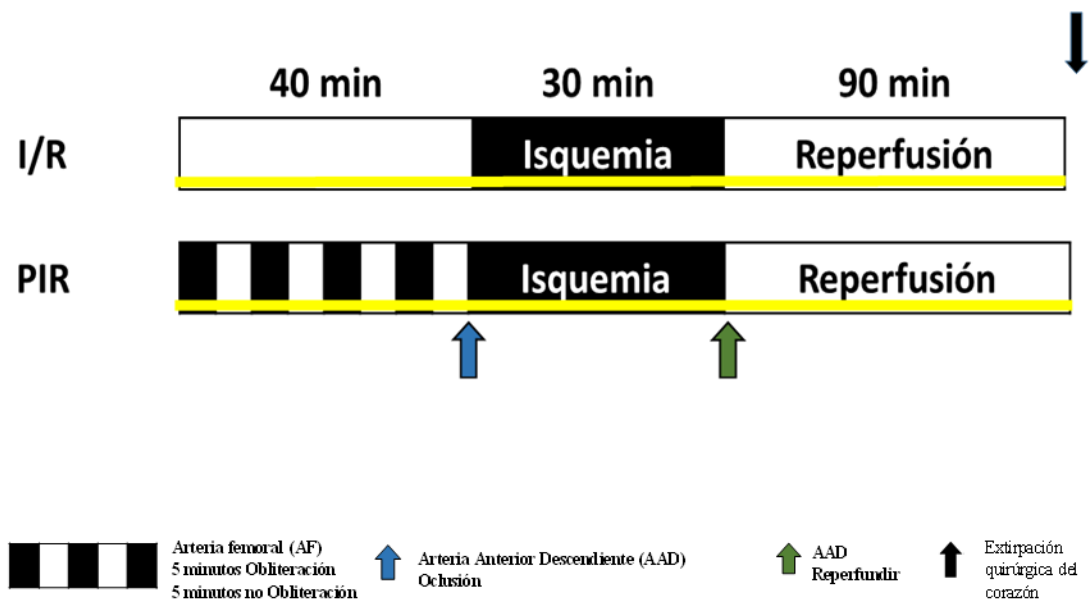 40 min 30 min 90 min
I/R Isquemia Reperfusión
PIR Isquemia Reperfusión
Arteria femoral (AF)
5 minutos Obliteración
5 minutos no Obliteración
Arteria Anterior Descendiente (AAD)
Oclusión
AAD
Reperfundir
Extirpación
quirúrgica del
corazón